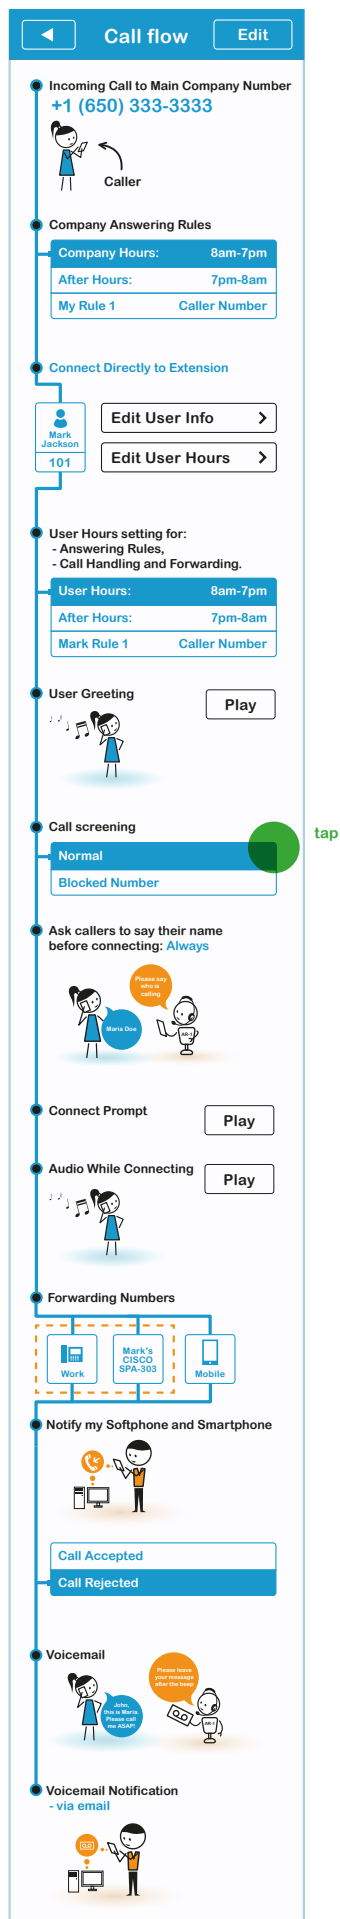 Call flow
Edit
Incoming Call to Main Company Number
+1 (650) 333-3333
Caller
Company Answering Rules
Company Hours: 8am-7pm
After Hours: 7pm-8am
My Rule 1 Caller Number
Connect Directly to Extension
Mark
Jackson
101
Edit User Info
Edit User Hours
User Hours setting for:
- Answering Rules,
- Call Handling and Forwarding.
User Hours: 8am-7pm
After Hours: 7pm-8am
Mark Rule 1 Caller Number
User Greeting
Play
Call screening
tap
Normal
Blocked Number
Ask callers to say their name
before connecting: Always
Please say
who is
calling
Maria Doe
AR-1
Connect Prompt
Play
Audio While Connecting
Play
Forwarding Numbers
Work
Mark's
CISCO
SPA-303
Mobile
Notify my Softphone and Smartphone
Call Accepted
Call Rejected
Voicemail
Please leave
your message
after the beep
John,
this is Maria.
Please call
me ASAP!
AR-1
Voicemail Notification
- via email